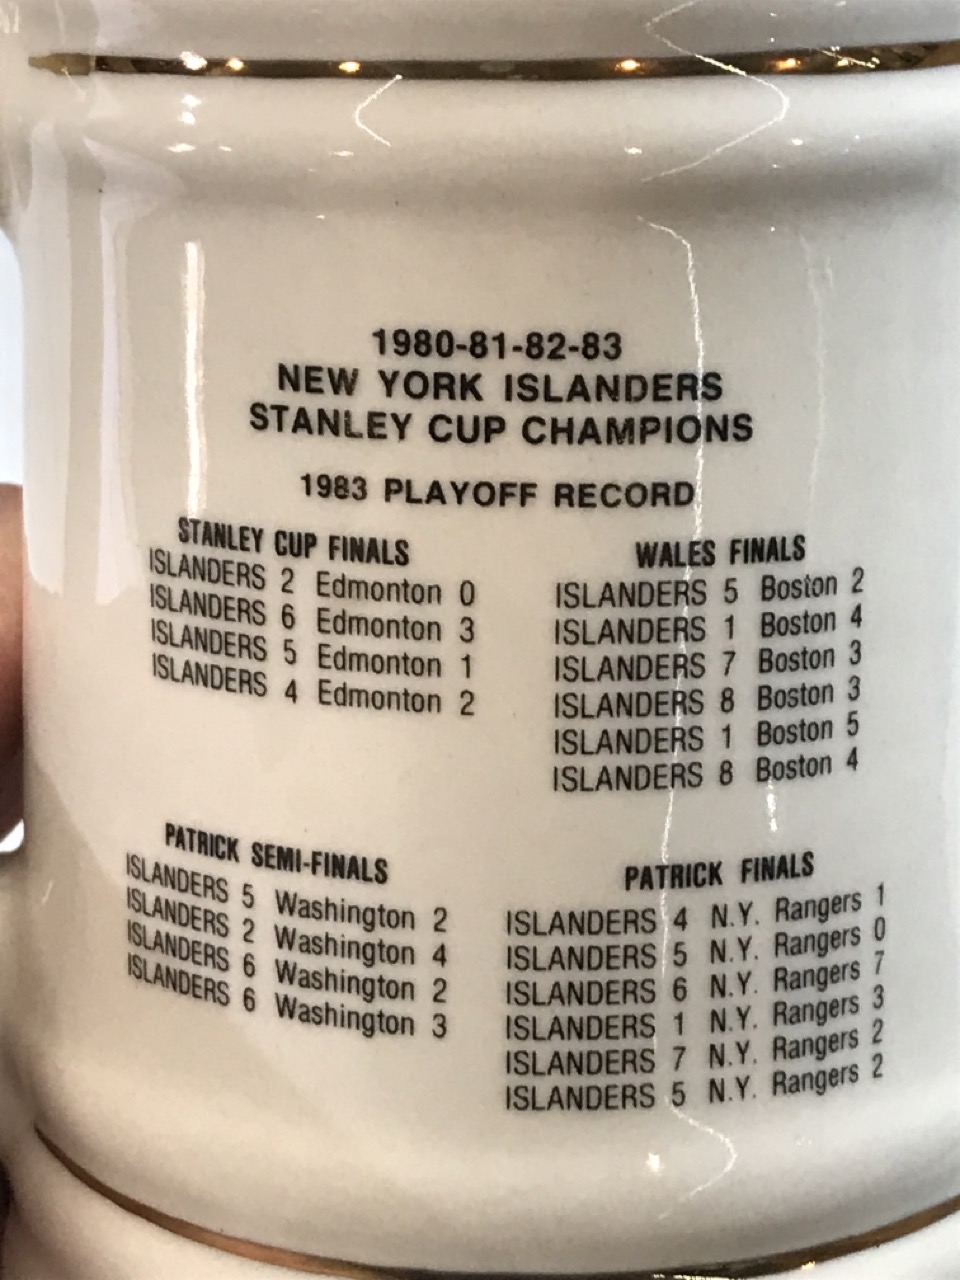 1980-81-82-83
NEW YORK ISLANDERS
STANLEY CUP CHAMPIONS
1983 PLAYOFF RECORD
STANLEY CUP FINALS
ISLANDERS 2 Edmonton 0
ISLANDERS 6 Edmonton 3
ISLANDERS 5 Edmonton 1
ISLANDERS 4 Edmonton 2
WALES FINALS
ISLANDERS 5 Boston 2
ISLANDERS 1 Boston 4
ISLANDERS 7 Boston 3
ISLANDERS 8 Boston 3
ISLANDERS 1 Boston 5
ISLANDERS 8 Boston 4
PATRICK SEMI-FINALS
ISLANDERS 5 Washington 2
ISLANDERS 2 Washington 4
ISLANDERS 6 Washington 2
ISLANDERS 6 Washington 3
PATRICK FINALS
ISLANDERS 4 N.Y. Rangers 1
ISLANDERS 5 N.Y. Rangers 0
ISLANDERS 6 N.Y. Rangers 7
ISLANDERS 1 N.Y. Rangers 3
ISLANDERS 7 N.Y. Rangers 2
ISLANDERS 5 N.Y. Rangers 2